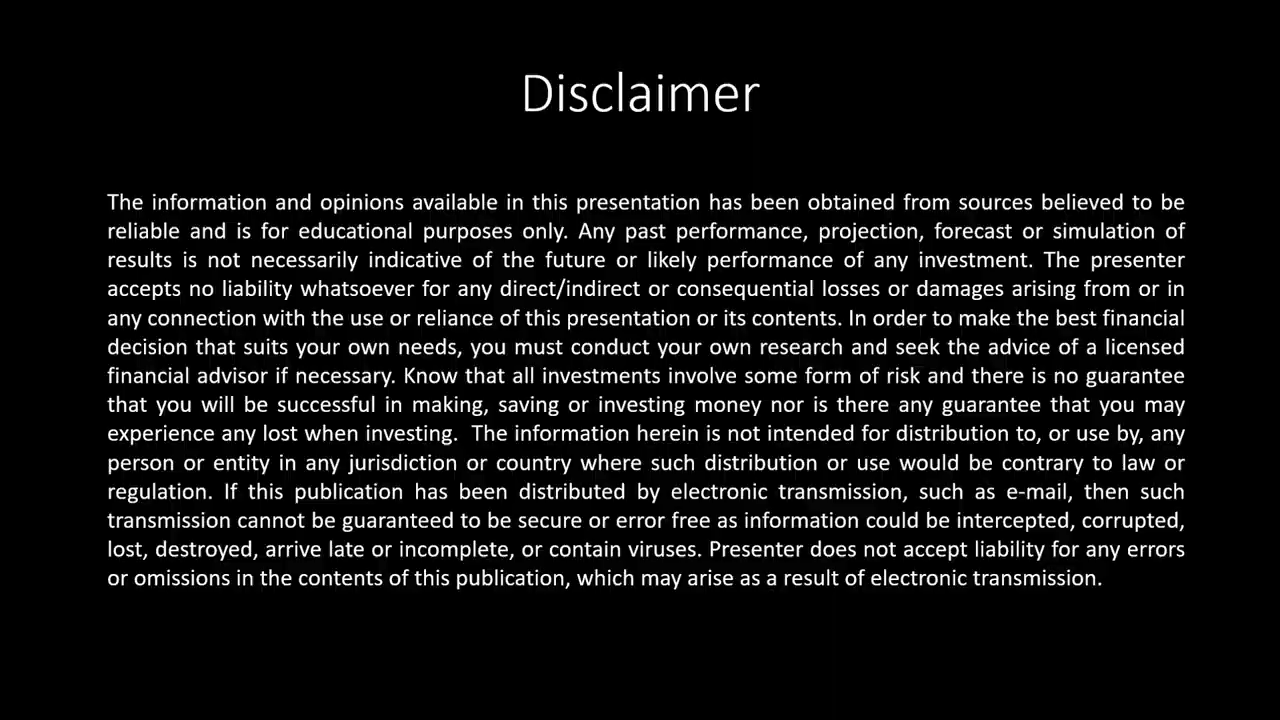 Disclaimer
The information and opinions available in this presentation has been obtained from sources believed to be
reliable and is for educational purposes only. Any past performance, projection, forecast or simulation of
results is not necessarily indicative of the future or likely performance of any investment. The presenter
accepts no liability whatsoever for any direct/indirect or consequential losses or damages arising from or in
any connection with the use or reliance of this presentation or its contents. In order to make the best financial
decision that suits your own needs, you must conduct your own research and seek the advice of a licensed
financial advisor if necessary. Know that all investments involve some form of risk and there is no guarantee
that you will be successful in making, saving or investing money nor is there any guarantee that you may
experience any lost when investing.  The information herein is not intended for distribution to, or use by, any
person or entity in any jurisdiction or country where such distribution or use would be contrary to law or
regulation. If this publication has been distributed by electronic transmission, such as e-mail, then such
transmission cannot be guaranteed to be secure or error free as information could be intercepted, corrupted,
lost, destroyed, arrive late or incomplete, or contain viruses. Presenter does not accept liability for any errors
or omissions in the contents of this publication, which may arise as a result of electronic transmission.